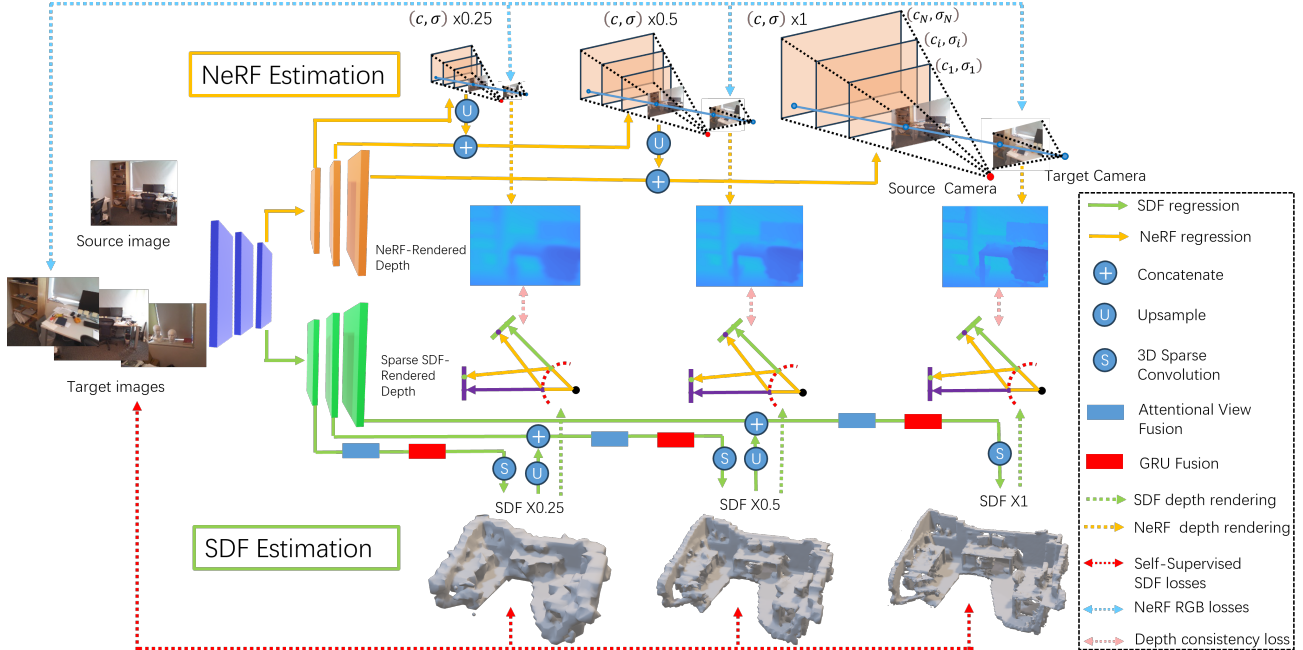 (c, σ) x0.25
(c, σ) x0.5
(c, σ) x1
(c_N, σ_N)
(c_i, σ_i)
(c_1, σ_1)
NeRF Estimation
U
+
U
+
Source Camera
Target Camera
Source image
NeRF-Rendered
Depth
Target images
Sparse SDF-
Rendered
Depth
+
+
S
U
S
U
S
SDF X0.25
SDF X0.5
SDF X1
SDF Estimation
SDF regression
NeRF regression
+
Concatenate
U
Upsample
S
3D Sparse
Convolution
Attentional View
Fusion
GRU Fusion
SDF depth rendering
NeRF depth rendering
Self-Supervised
SDF losses
NeRF RGB losses
Depth consistency loss